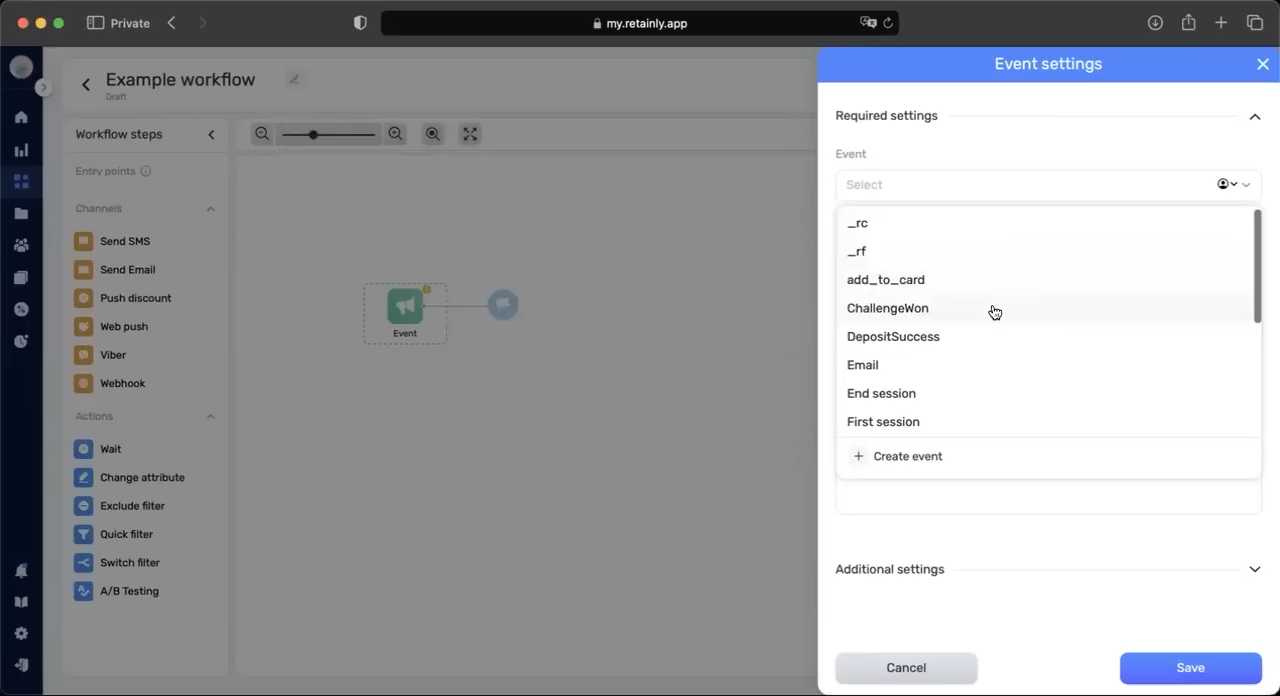 Private
my.retainly.app
Example workflow
Draft
Workflow steps
Entry points
Channels
Send SMS
Send Email
Push discount
Web push
Viber
Webhook
Actions
Wait
Change attribute
Exclude filter
Quick filter
Switch filter
A/B Testing
Event
Event settings
Required settings
Event
Select
_rc
_rf
add_to_card
ChallengeWon
DepositSuccess
Email
End session
First session
+ Create event
Additional settings
Cancel
Save